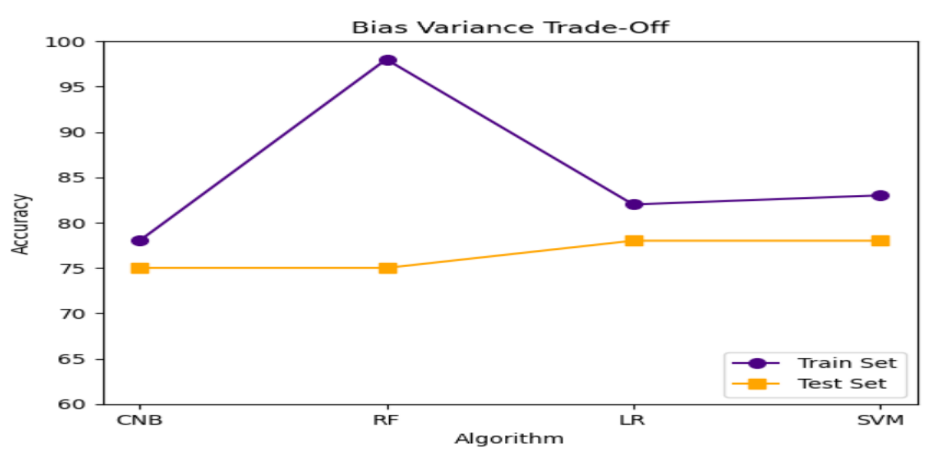 Bias Variance Trade-Off
100
95
90
85
80
75
70
65
60
Accuracy
Train Set
Test Set
CNB RF LR SVM
Algorithm